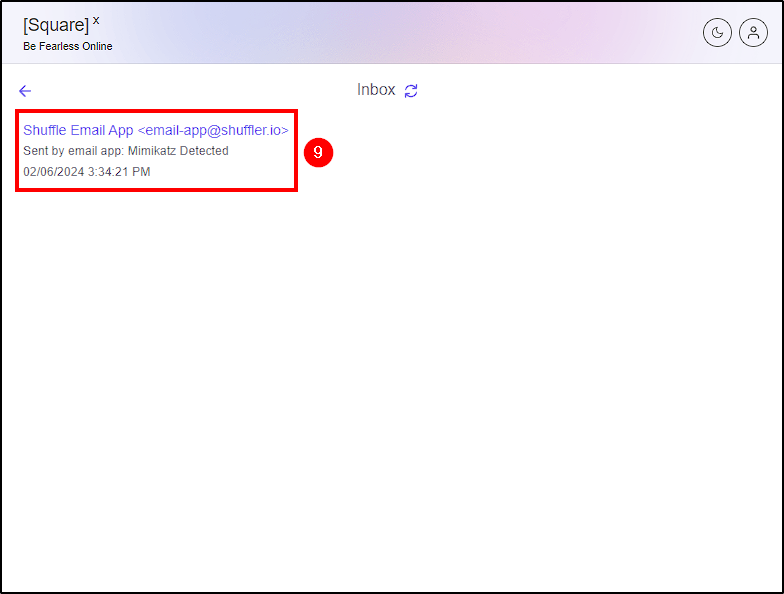 [Square] x
Be Fearless Online
Inbox
Shuffle Email App <email-app@shuffler.io>
Sent by email app: Mimikatz Detected
9
02/06/2024 3:34:21 PM